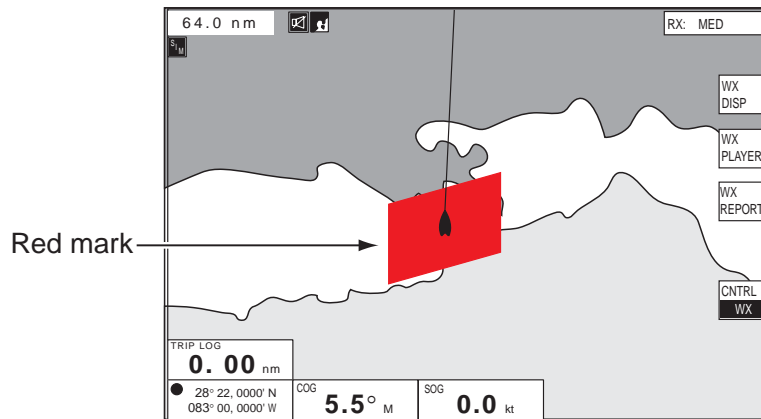 64.0 nm
RX: MED
SIM
WX
DISP
WX
PLAYER
WX
REPORT
Red mark
CNTRL
WX
TRIP LOG
0. 00 nm
28° 22, 0000' N
083° 00, 0000' W
COG
5.5° M
SOG
0.0 kt